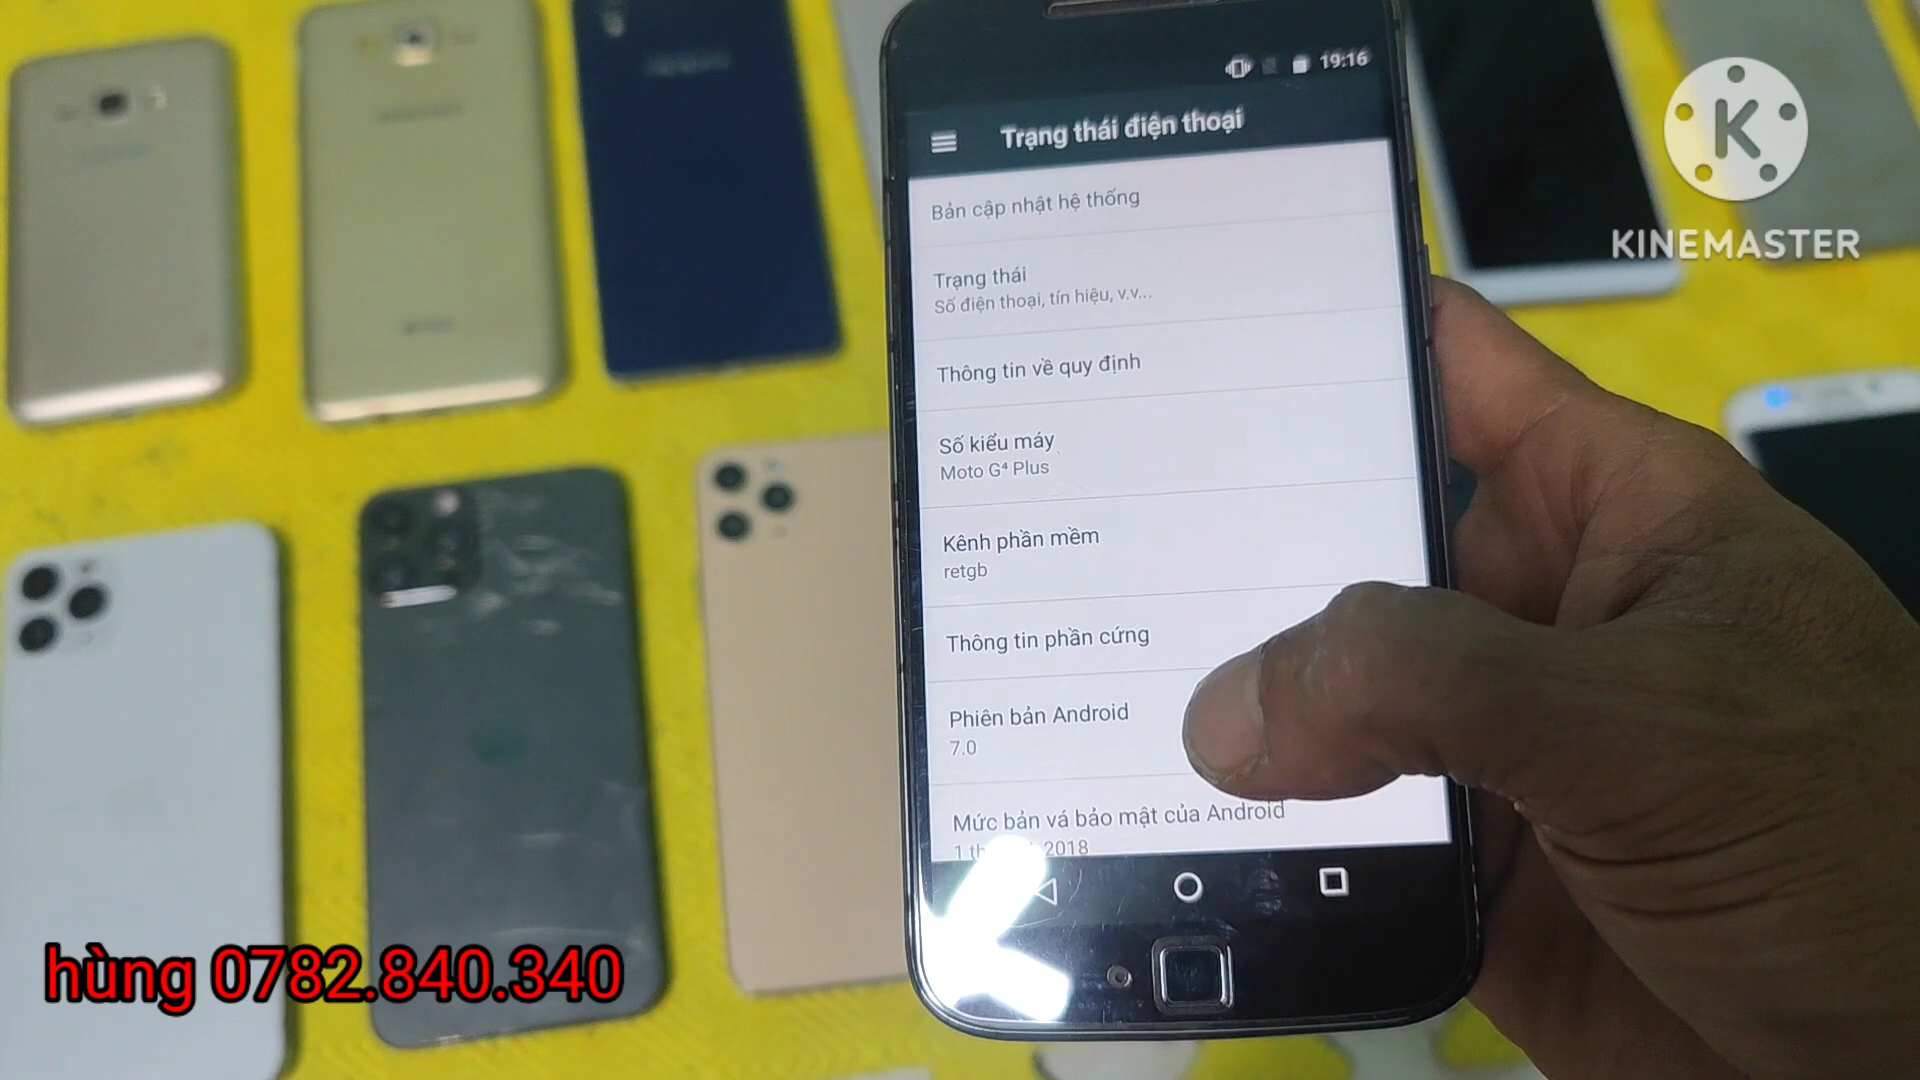 19:16
Trạng thái điện thoại
Bản cập nhật hệ thống
Trạng thái
Số điện thoại, tín hiệu, v.v...
Thông tin về quy định
Số kiểu máy
Moto G⁴ Plus
Kênh phần mềm
retgb
Thông tin phần cứng
Phiên bản Android
7.0
Mức bản vá bảo mật của Android
2018
K
KINEMASTER
hùng 0782.840.340